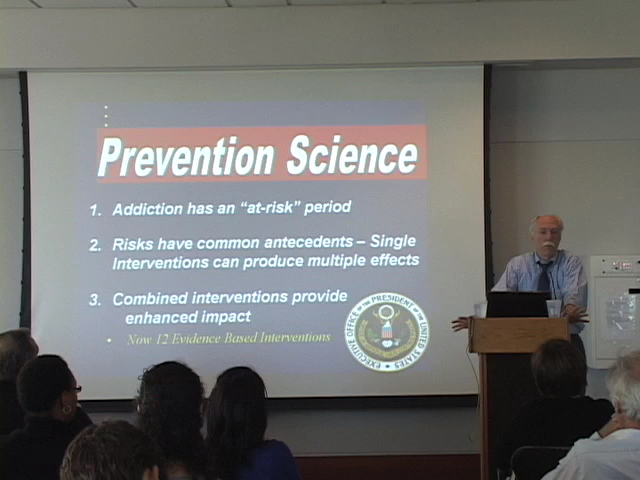 Prevention Science
1. Addiction has an “at-risk” period
2. Risks have common antecedents – Single
Interventions can produce multiple effects
3. Combined interventions provide
enhanced impact
• Now 12 Evidence Based Interventions
EXECUTIVE OFFICE OF THE PRESIDENT OF THE UNITED STATES